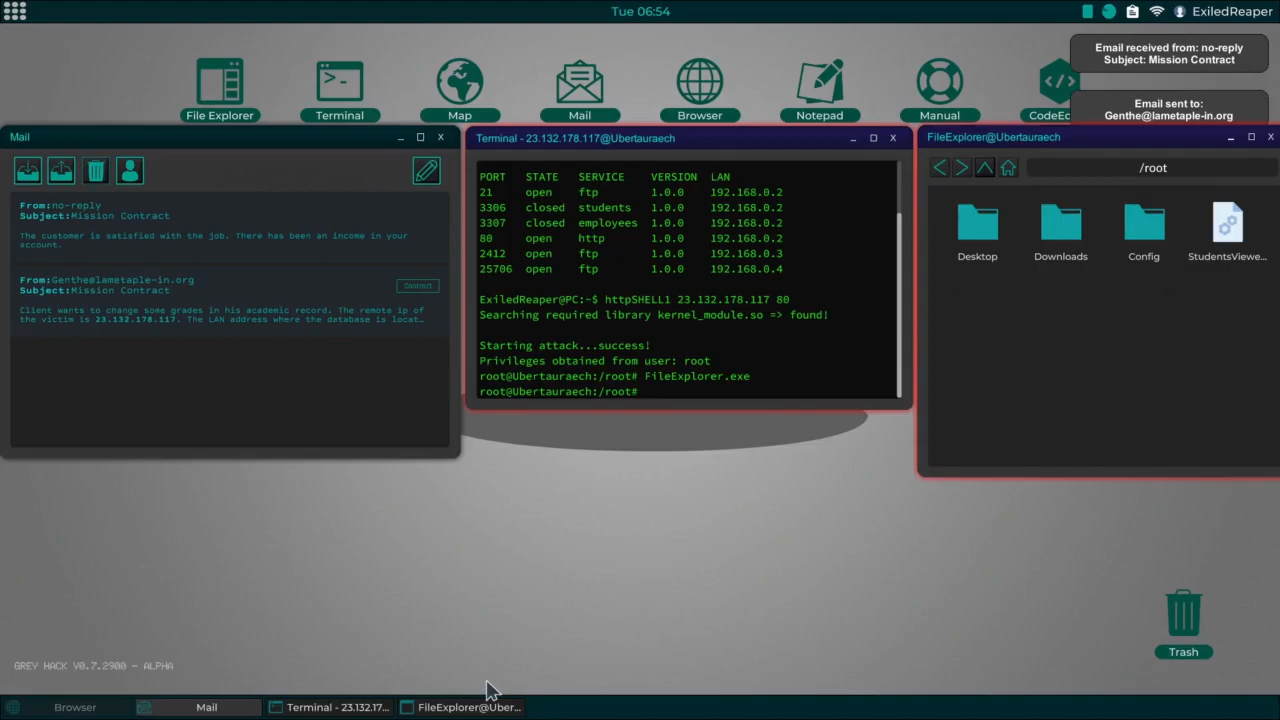 Tue 06:54
ExiledReaper
Email received from: no-reply
Subject: Mission Contract
Email sent to:
Genthe@lametaple-in.org
File Explorer
Terminal
Map
Mail
Browser
Notepad
Manual
CodeEd
Mail
From:no-reply
Subject:Mission Contract
The customer is satisfied with the job. There has been an income in your
account.
From:Genthe@lametaple-in.org
Subject:Mission Contract
Contract
Client wants to change some grades in his academic record. The remote ip of
the victim is 23.132.178.117. The LAN address where the database is locat…
Terminal - 23.132.178.117@Ubertauraech
PORT STATE SERVICE VERSION LAN
21 open ftp 1.0.0 192.168.0.2
3306 closed students 1.0.0 192.168.0.2
3307 closed employees 1.0.0 192.168.0.2
80 open http 1.0.0 192.168.0.2
2412 open ftp 1.0.0 192.168.0.3
25706 open ftp 1.0.0 192.168.0.4
ExiledReaper@PC:~$ httpSHELL1 23.132.178.117 80
Searching required library kernel_module.so => found!
Starting attack...success!
Privileges obtained from user: root
root@Ubertauraech:/root# FileExplorer.exe
root@Ubertauraech:/root#
FileExplorer@Ubertauraech
/root
Desktop
Downloads
Config
StudentsViewe...
Trash
GREY HACK V0.7.2900 - ALPHA
Browser
Mail
Terminal - 23.132.17...
FileExplorer@Uber...